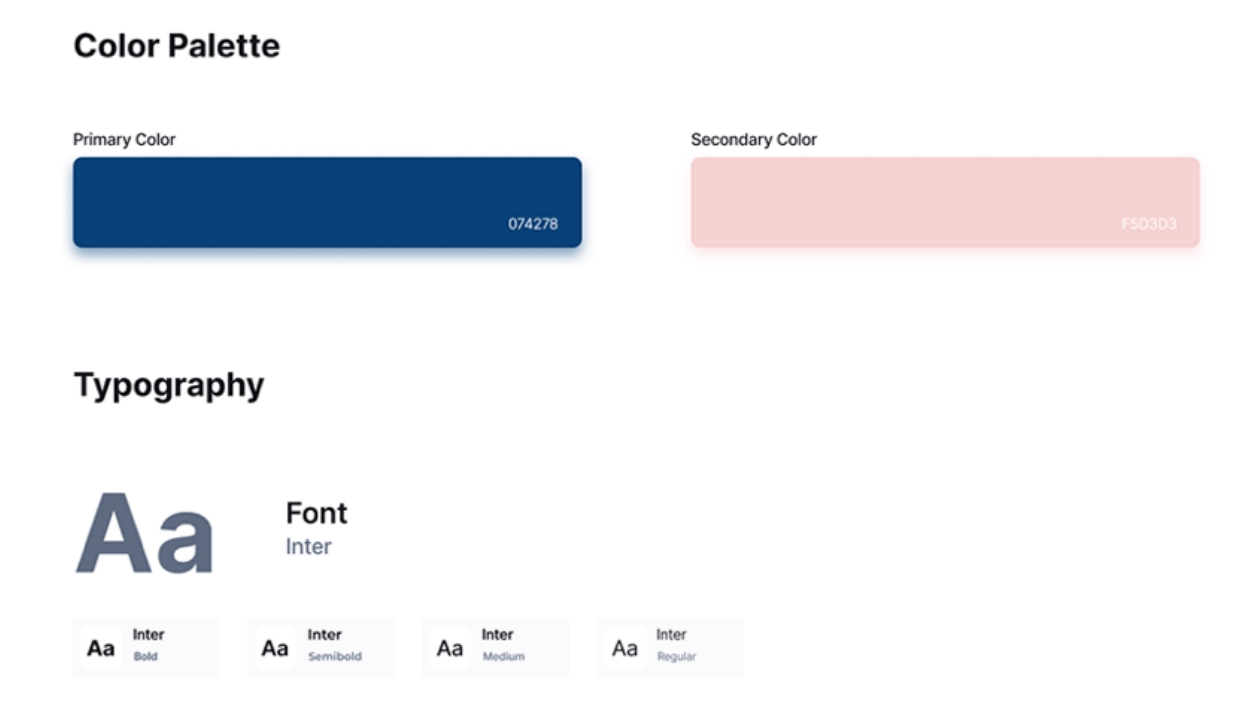 Color Palette
Primary Color
074278
Secondary Color
F5D3D3
Typography
Aa
Font
Inter
Aa
Inter
Bold
Aa
Inter
Semibold
Aa
Inter
Medium
Aa
Inter
Regular